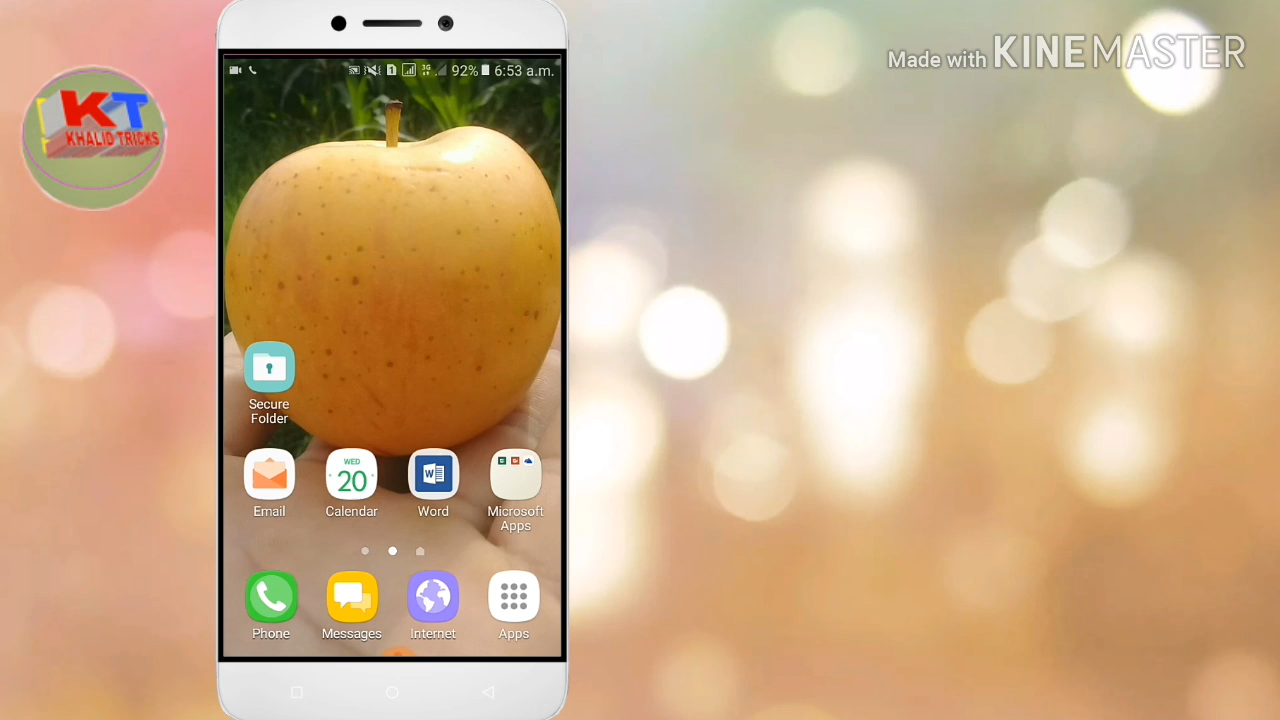 Made with KINEMASTER
KT
KHALID TRICKS
3G
92% 6:53 a.m.
Secure
Folder
WED
20
W
Email
Calendar
Word
Microsoft
Apps
Phone
Messages
Internet
Apps